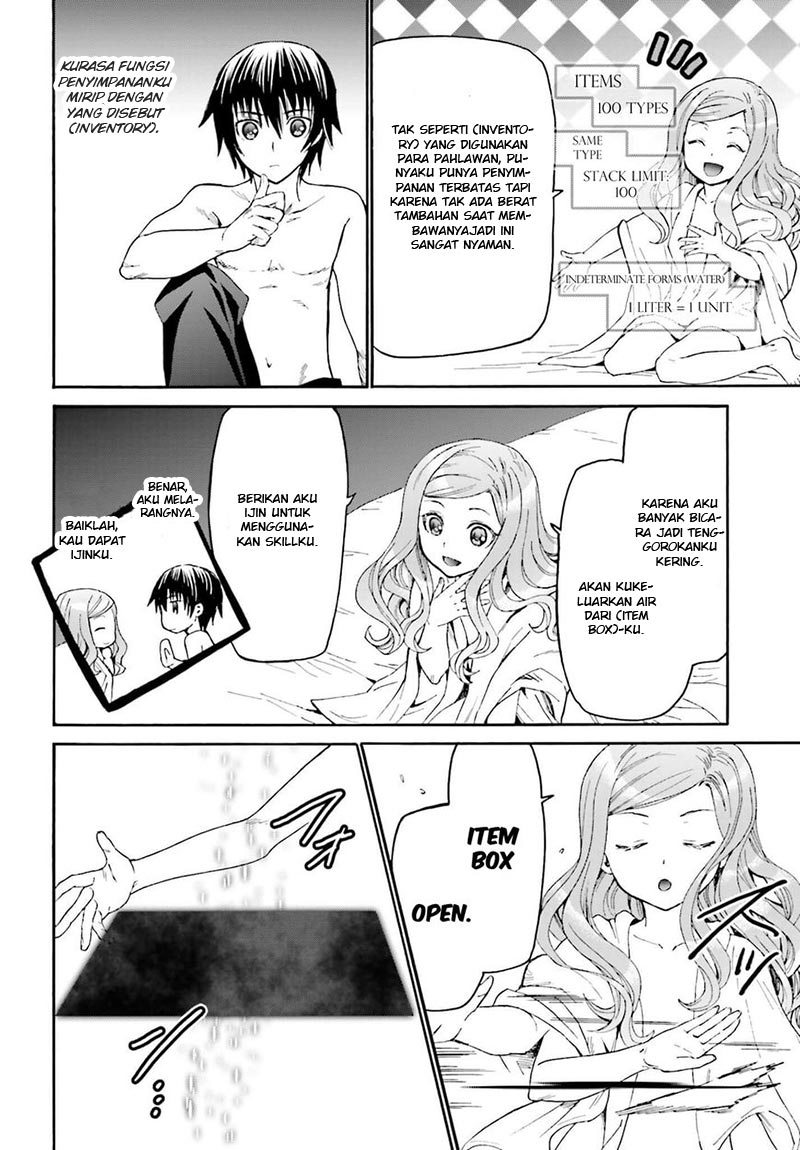 ITEMS
100 TYPES
SAME
TYPE
STACK LIMIT:
100
INDETERMINATE FORMS (WATER)
1 LITER = 1 UNIT
TAK SEPERTI (INVENTO-
RY) YANG DIGUNAKAN
PARA PAHLAWAN, PU-
NYAKU PUNYA PENYIM-
PANAN TERBATAS TAPI
KARENA TAK ADA BERAT
TAMBAHAN SAAT MEM-
BAWANYAJADI INI
SANGAT NYAMAN.
KURASA FUNGSI
PENYIMPANANKU
MIRIP DENGAN
YANG DISEBUT
(INVENTORY).
KARENA AKU
BANYAK BICA-
RA JADI TENG-
GOROKANKU
KERING.
AKAN KUKE-
LUARKAN AIR
DARI (ITEM
BOX)-KU.
BERIKAN AKU
IJIN UNTUK
MENGGUNA-
KAN SKILLKU.
BENAR,
AKU MELA-
RANGNYA.
BAIKLAH,
KAU DAPAT
IJINKU.
ITEM
BOX
OPEN.
スッ
フォ